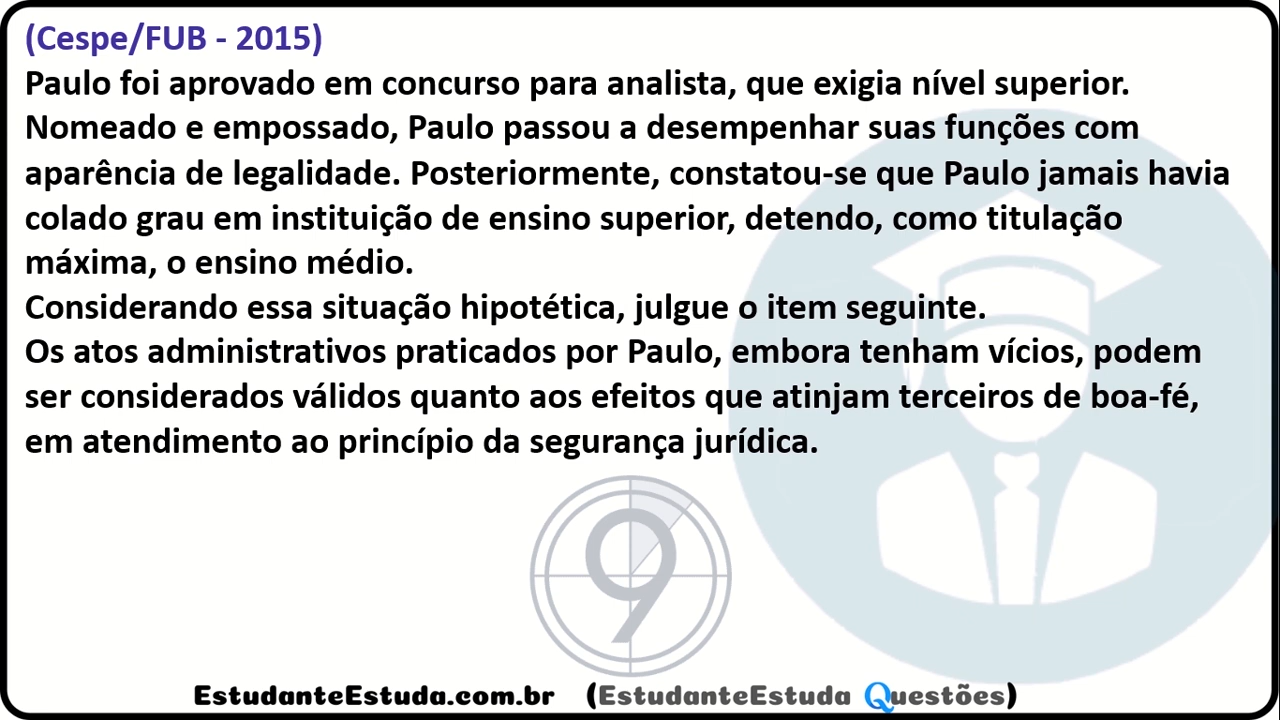 (Cespe/FUB - 2015)
Paulo foi aprovado em concurso para analista, que exigia nível superior.
Nomeado e empossado, Paulo passou a desempenhar suas funções com
aparência de legalidade. Posteriormente, constatou-se que Paulo jamais havia
colado grau em instituição de ensino superior, detendo, como titulação
máxima, o ensino médio.
Considerando essa situação hipotética, julgue o item seguinte.
Os atos administrativos praticados por Paulo, embora tenham vícios, podem
ser considerados válidos quanto aos efeitos que atinjam terceiros de boa-fé,
em atendimento ao princípio da segurança jurídica.
9
EstudanteEstuda.com.br (EstudanteEstuda Questões)